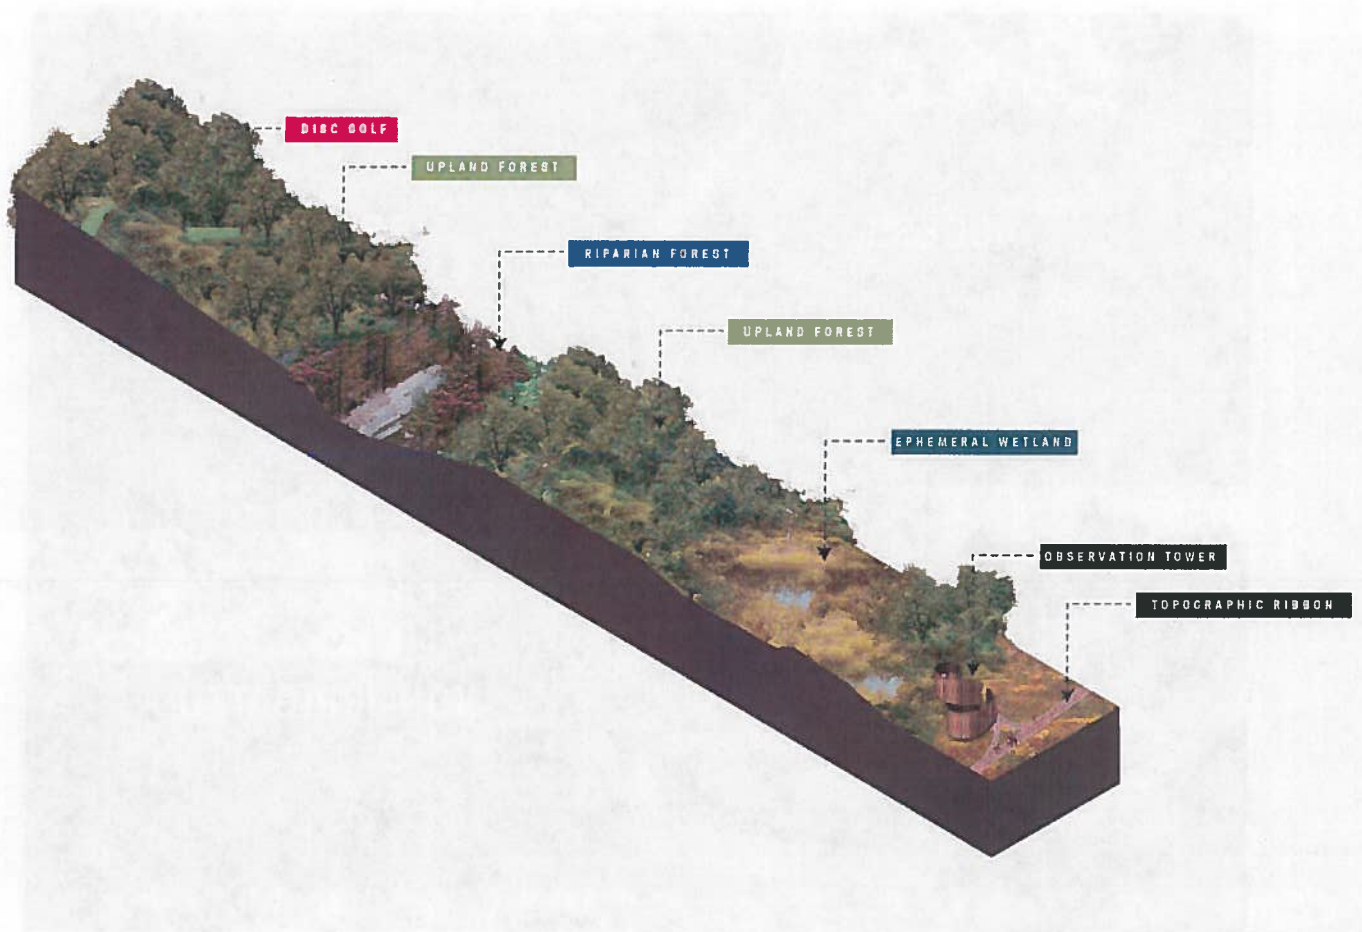 DISC GOLF
UPLAND FOREST
RIPARIAN FOREST
UPLAND FOREST
EPHEMERAL WETLAND
OBSERVATION TOWER
TOPOGRAPHIC RIBBON